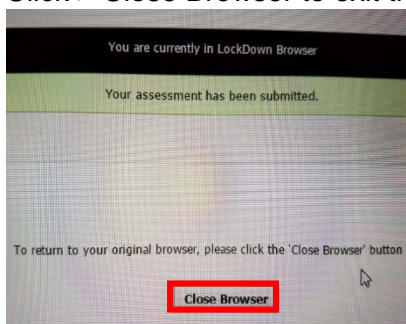 You are currently in LockDown Browser
Your assessment has been submitted.
To return to your original browser, please click the 'Close Browser' button
Close Browser